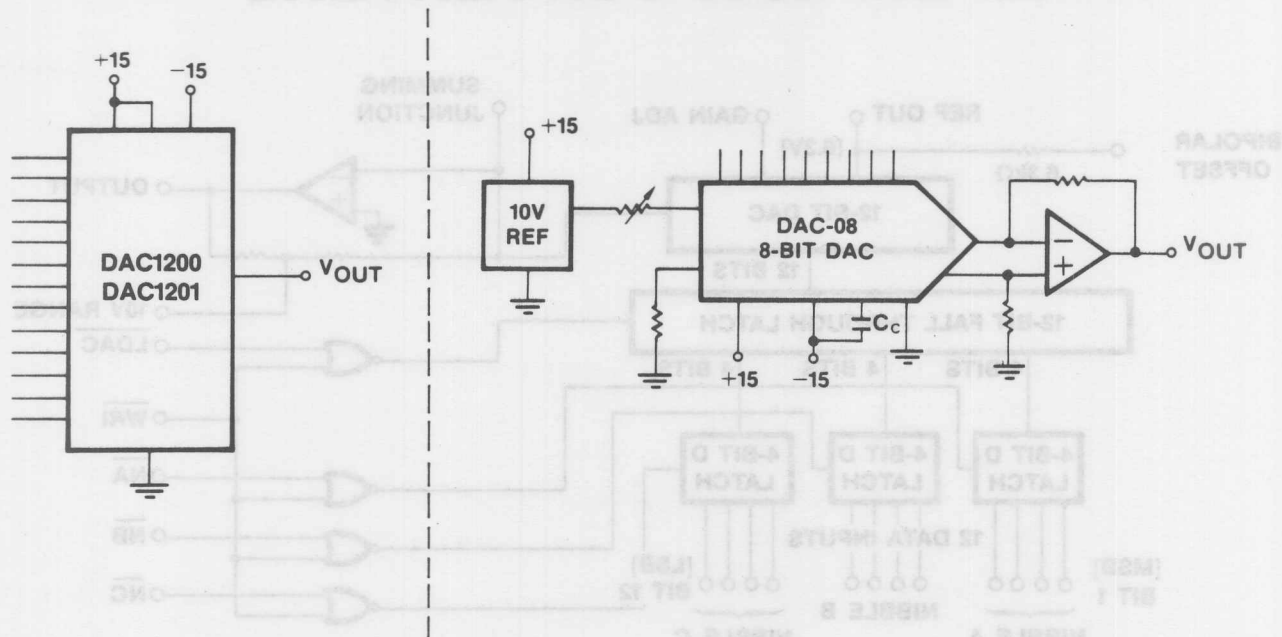 +15
−15
DAC1200
DAC1201
VOUT
+15
10V
REF
DAC-08
8-BIT DAC
CC
+15
−15
VOUT